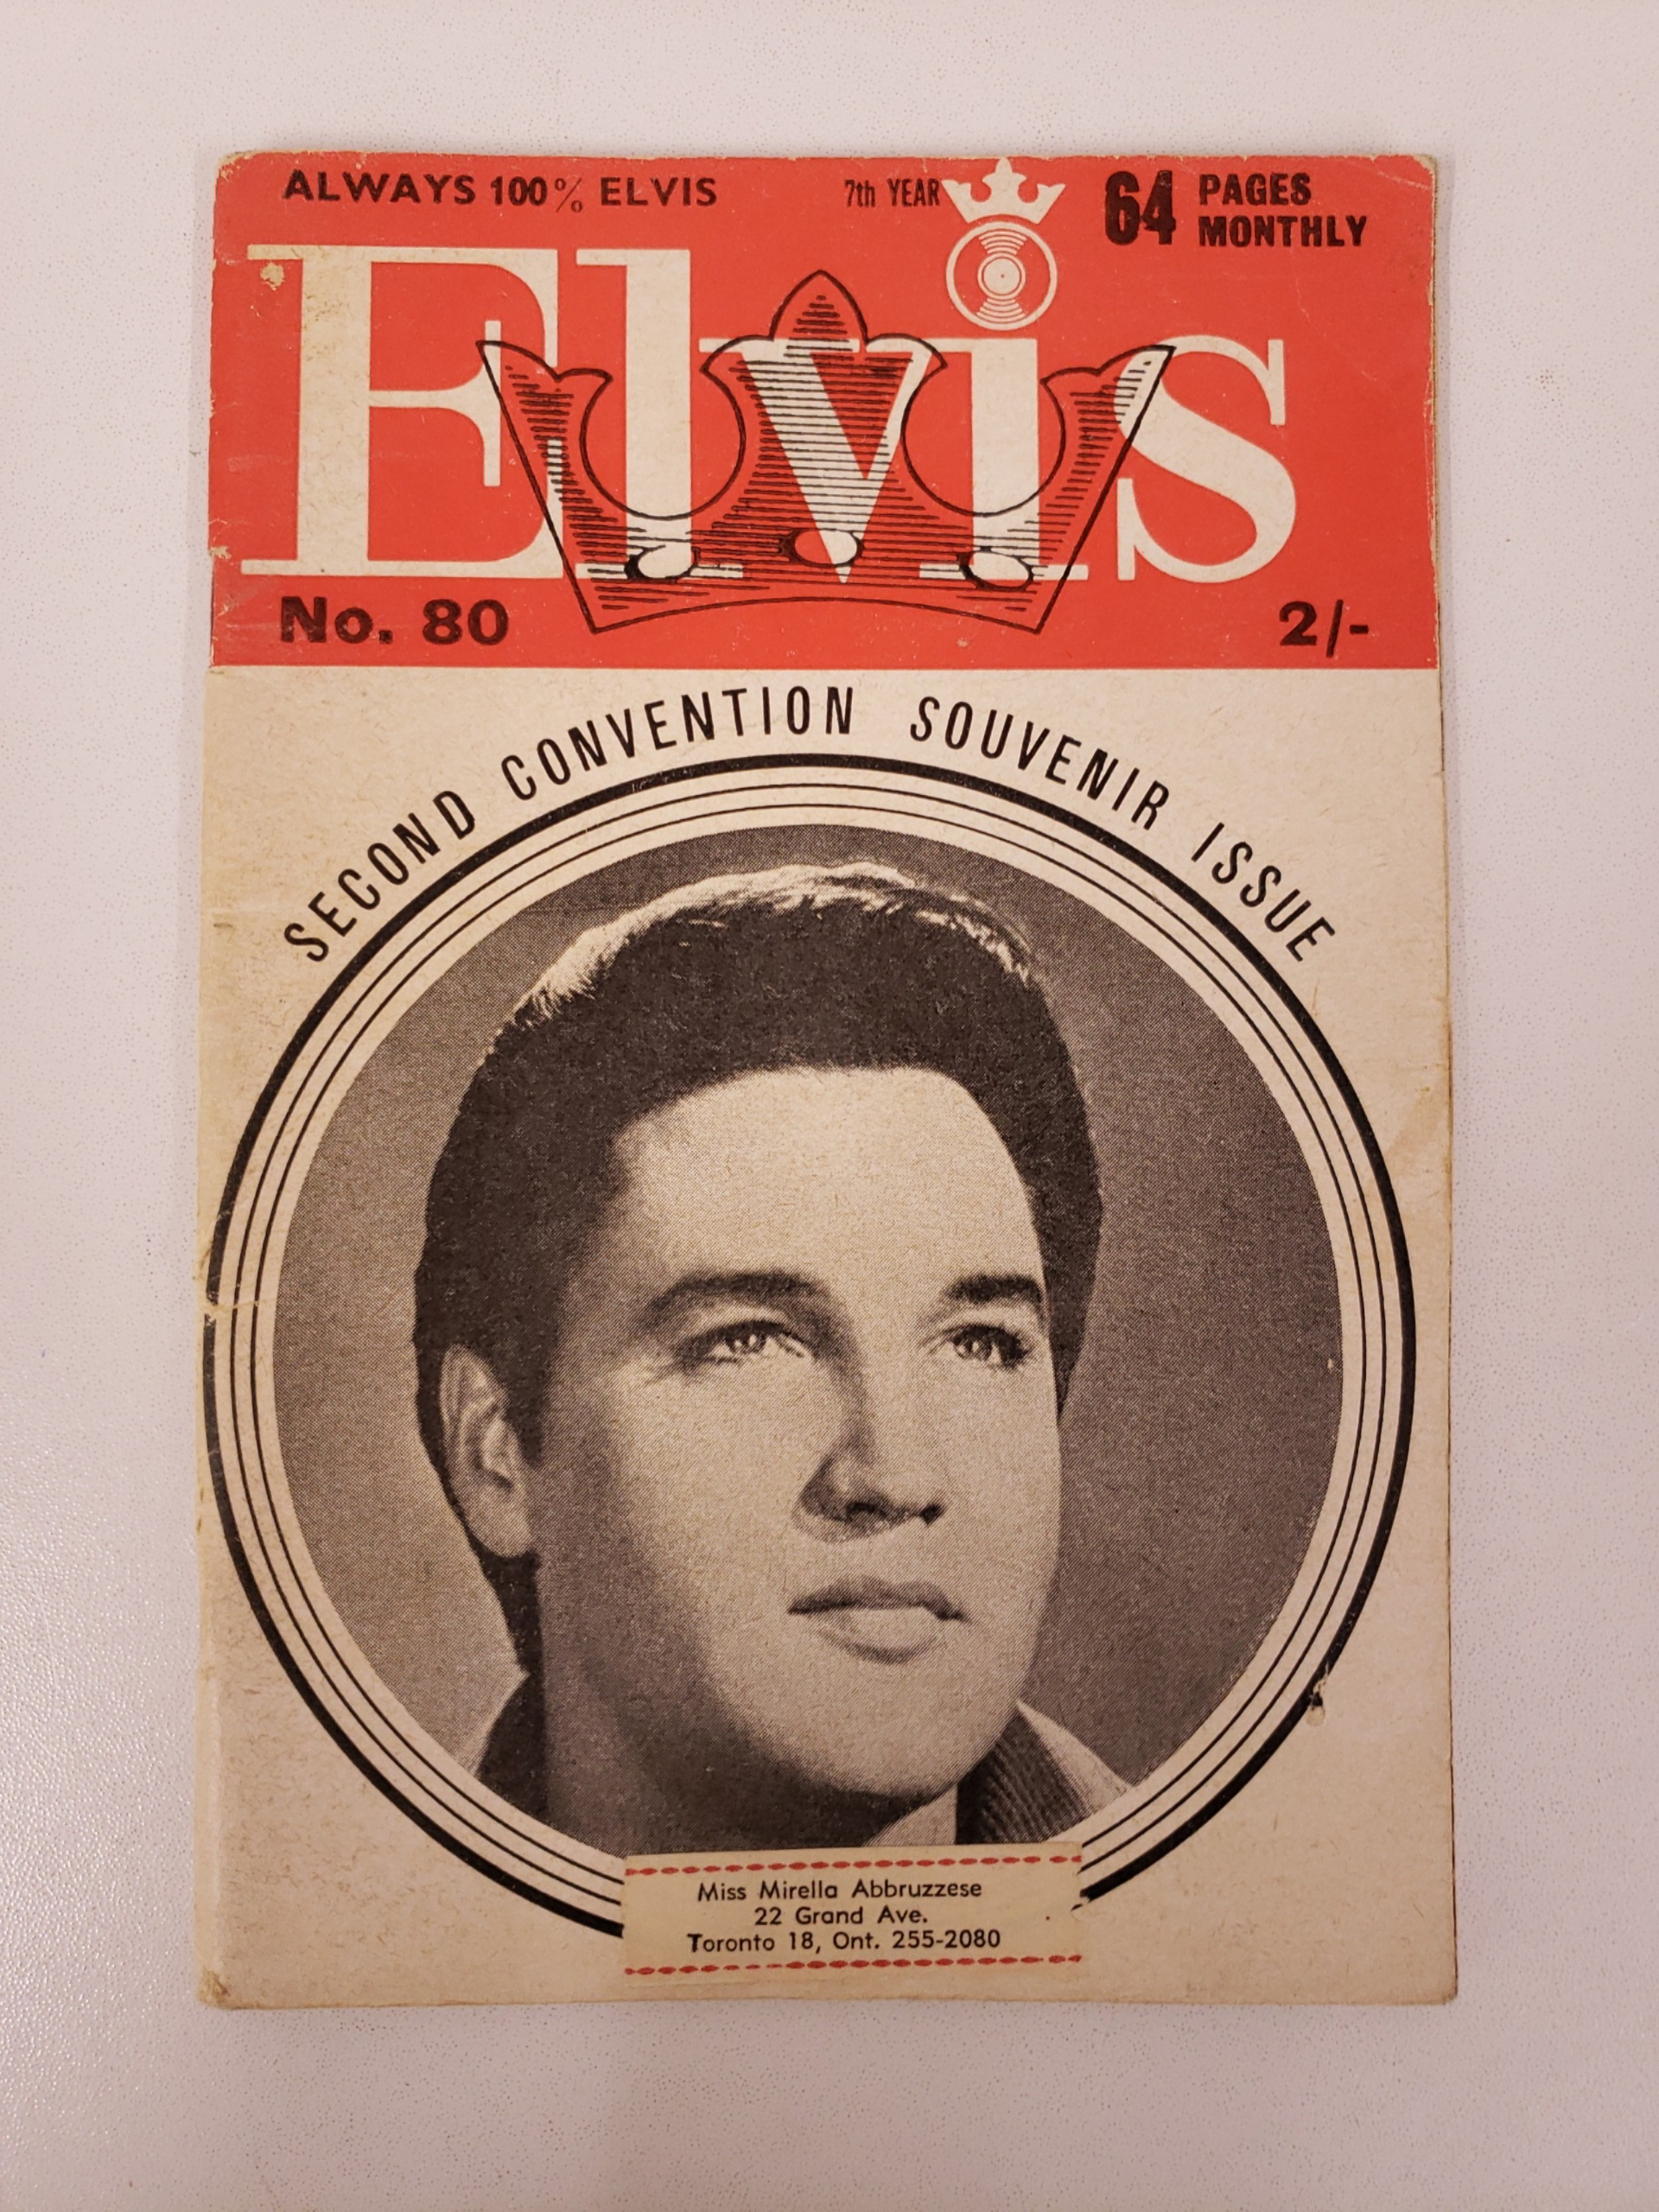 ALWAYS 100% ELVIS
7th YEAR
64 PAGES
MONTHLY
Elvis
No. 80
2/-
SECOND CONVENTION SOUVENIR ISSUE
Miss Mirella Abbruzzese
22 Grand Ave.
Toronto 18, Ont. 255-2080